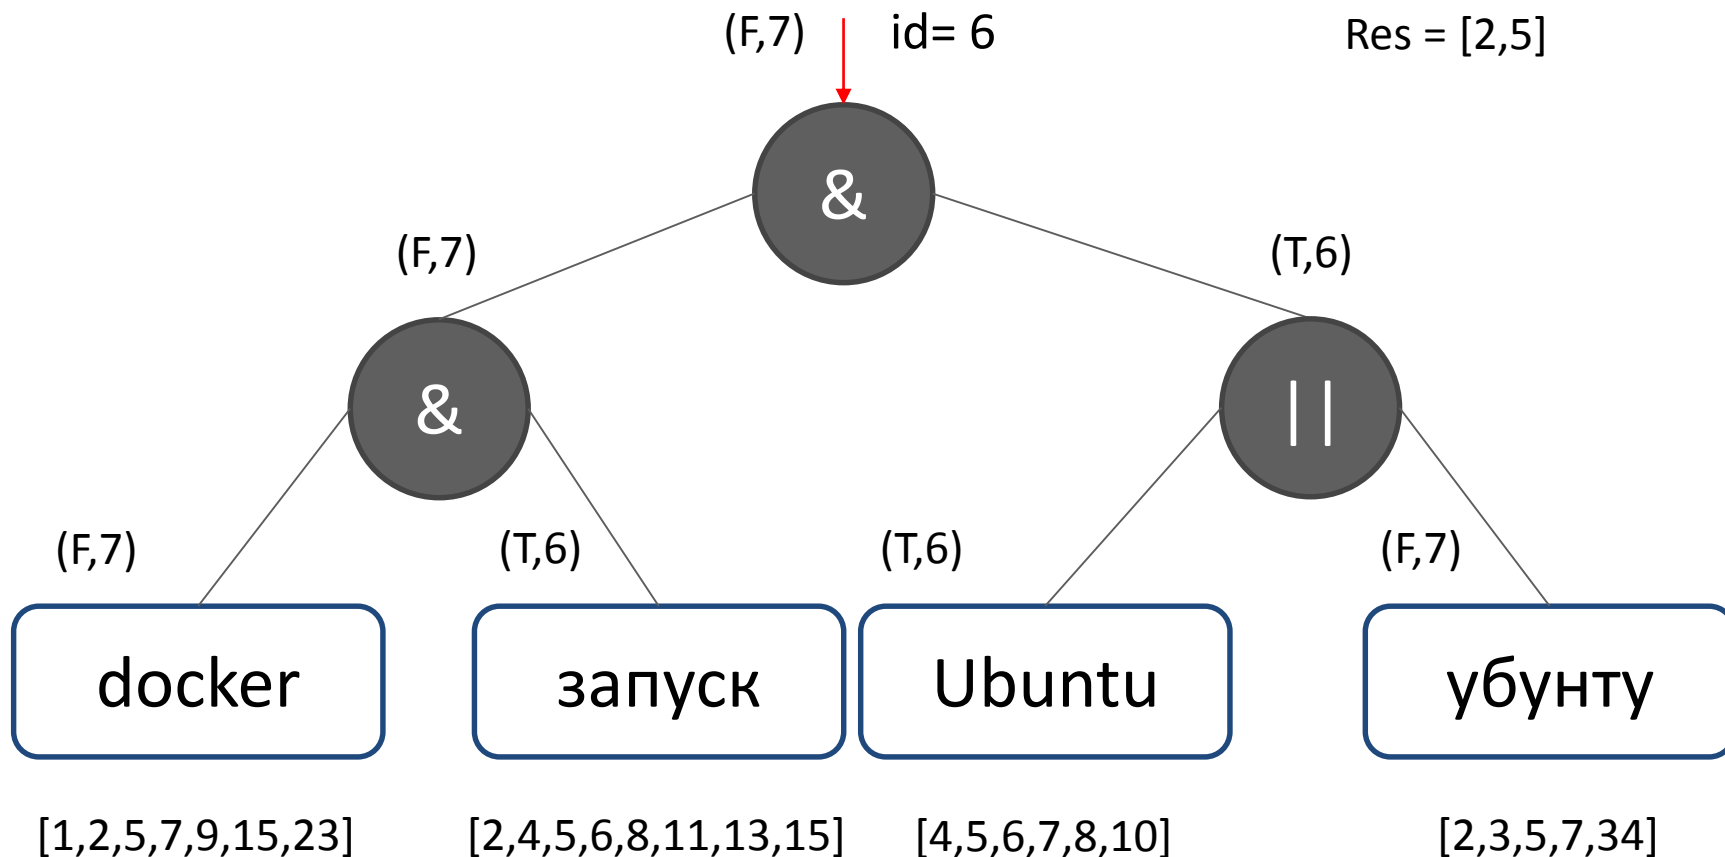 (F,7) id= 6 Res = [2,5]
&
(F,7) (T,6)
& ||
(F,7) (T,6) (T,6) (F,7)
docker запуск Ubuntu убунту
[1,2,5,7,9,15,23] [2,4,5,6,8,11,13,15] [4,5,6,7,8,10] [2,3,5,7,34]